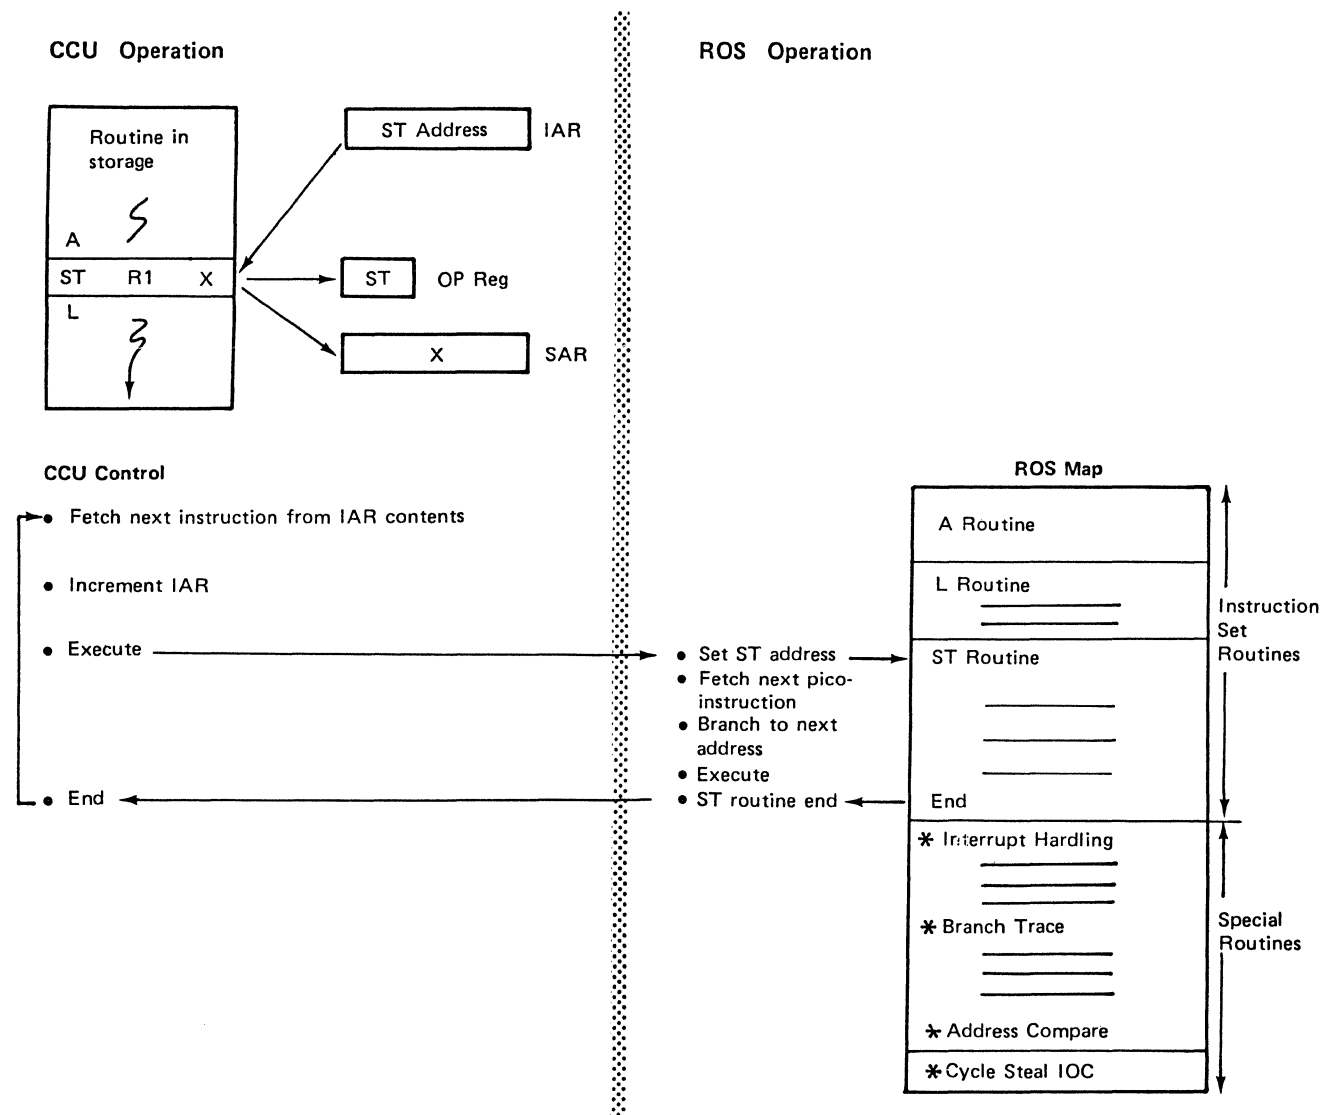 CCU Operation
ROS Operation
Routine in
storage
ST Address
IAR
A
ST R1 X
ST
OP Reg
L
X
SAR
CCU Control
• Fetch next instruction from IAR contents
• Increment IAR
• Execute
• End
• Set ST address
• Fetch next pico-
instruction
• Branch to next
address
• Execute
• ST routine end
ROS Map
A Routine
L Routine
ST Routine
End
* Interrupt Hardling
* Branch Trace
* Address Compare
* Cycle Steal IOC
Instruction
Set
Routines
Special
Routines